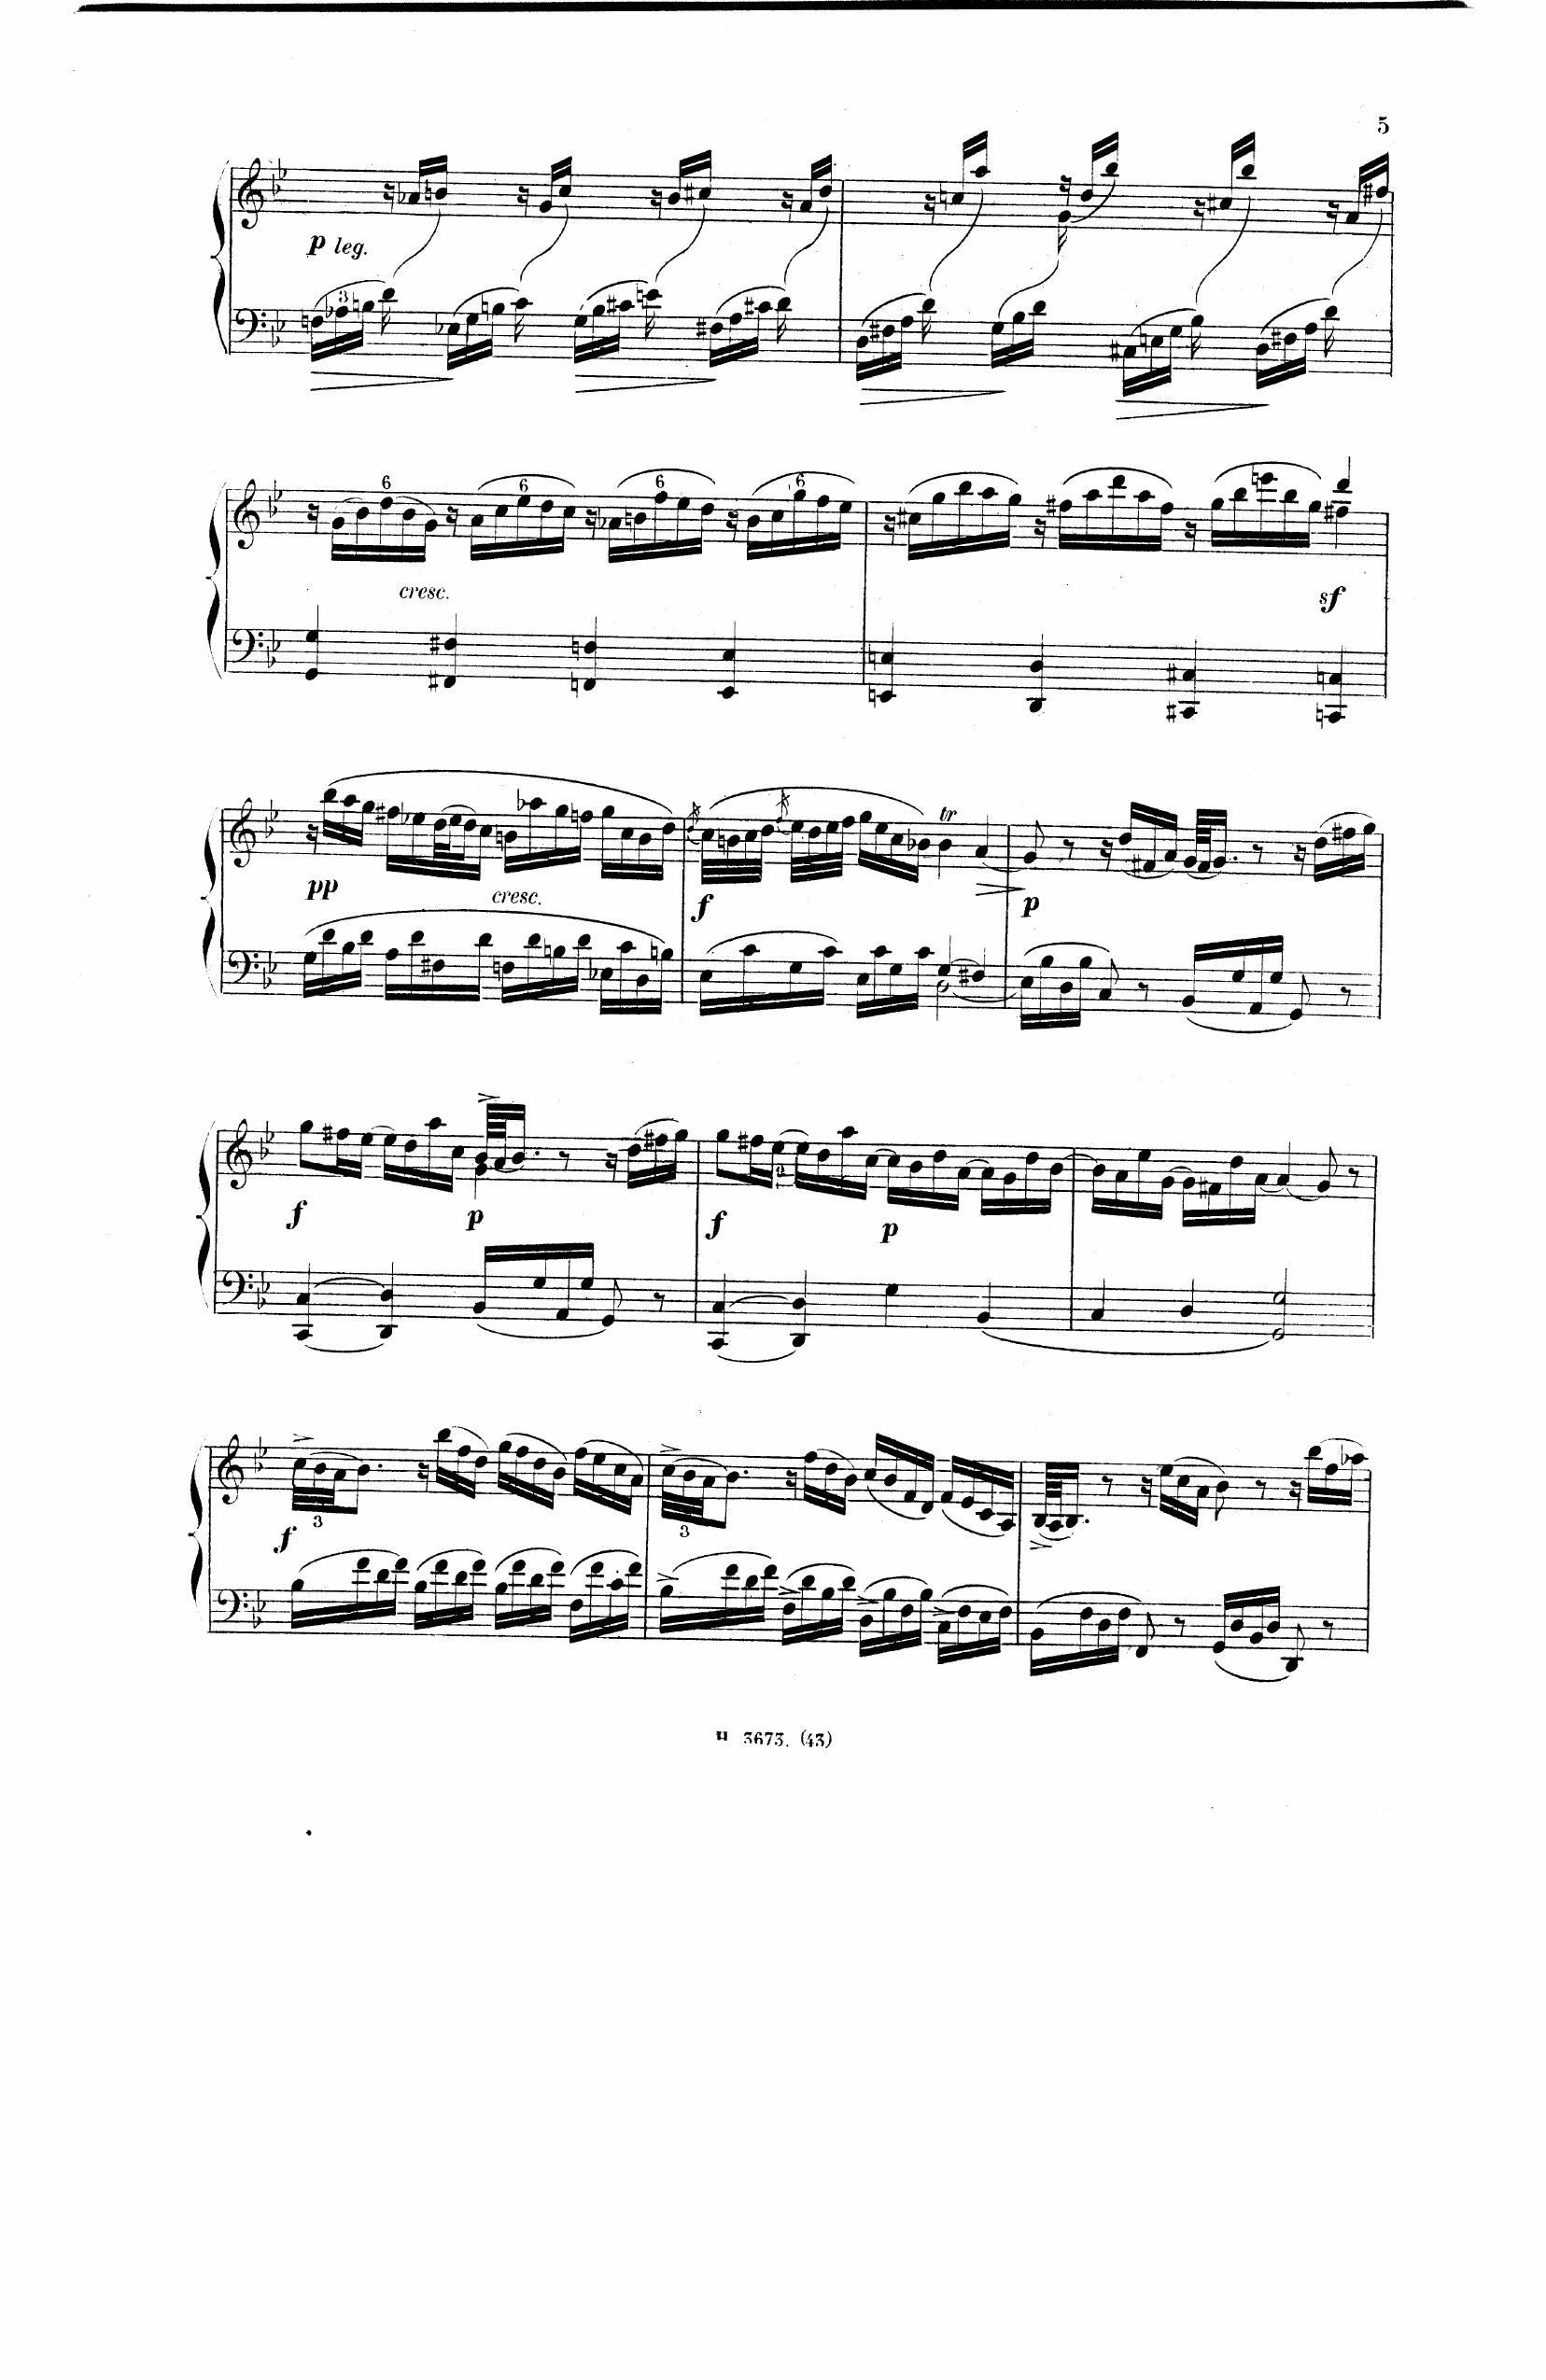 5
p leg.
3
6 6 6 6
cresc.
sf
tr
pp cresc. f p
f p f p
3 3
f
H 3673. (43)